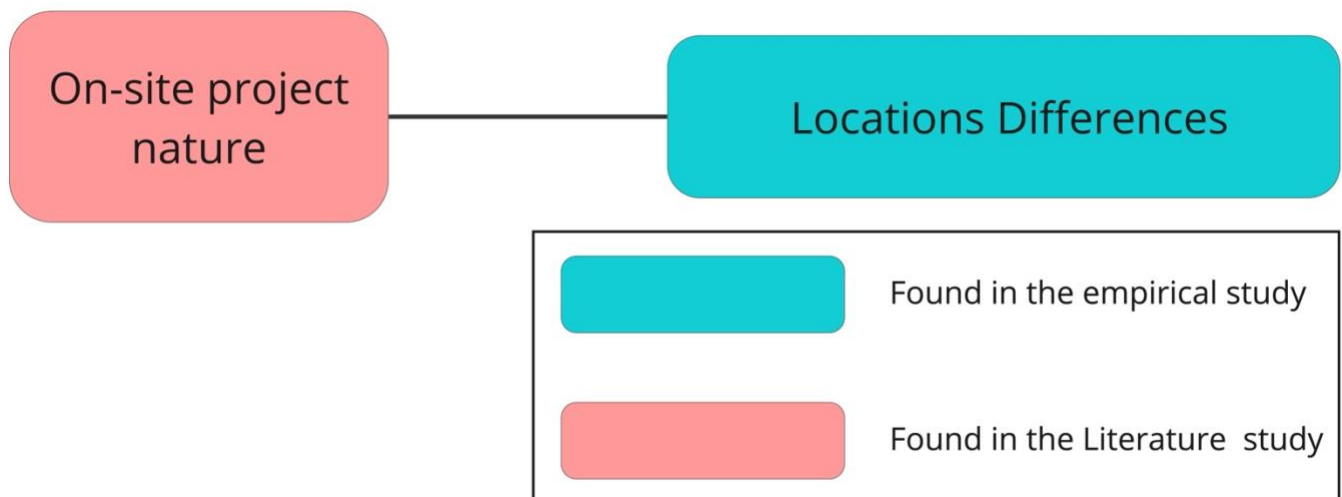 On-site project
nature
Locations Differences
Found in the empirical study
Found in the Literature study